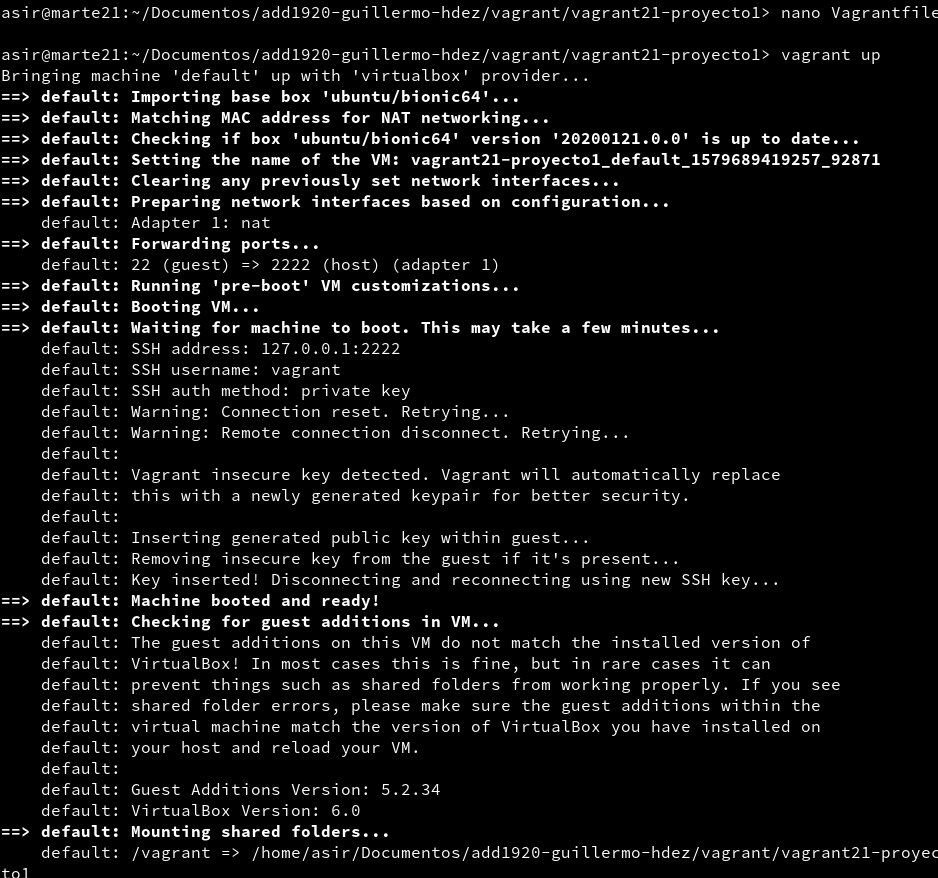 asir@marte21:~/Documentos/add1920-guillermo-hdez/vagrant/vagrant21-proyecto1> nano Vagrantfile
asir@marte21:~/Documentos/add1920-guillermo-hdez/vagrant/vagrant21-proyecto1> vagrant up
Bringing machine 'default' up with 'virtualbox' provider...
==> default: Importing base box 'ubuntu/bionic64'...
==> default: Matching MAC address for NAT networking...
==> default: Checking if box 'ubuntu/bionic64' version '20200121.0.0' is up to date...
==> default: Setting the name of the VM: vagrant21-proyecto1_default_1579689419257_92871
==> default: Clearing any previously set network interfaces...
==> default: Preparing network interfaces based on configuration...
    default: Adapter 1: nat
==> default: Forwarding ports...
    default: 22 (guest) => 2222 (host) (adapter 1)
==> default: Running 'pre-boot' VM customizations...
==> default: Booting VM...
==> default: Waiting for machine to boot. This may take a few minutes...
    default: SSH address: 127.0.0.1:2222
    default: SSH username: vagrant
    default: SSH auth method: private key
    default: Warning: Connection reset. Retrying...
    default: Warning: Remote connection disconnect. Retrying...
    default:
    default: Vagrant insecure key detected. Vagrant will automatically replace
    default: this with a newly generated keypair for better security.
    default:
    default: Inserting generated public key within guest...
    default: Removing insecure key from the guest if it's present...
    default: Key inserted! Disconnecting and reconnecting using new SSH key...
==> default: Machine booted and ready!
==> default: Checking for guest additions in VM...
    default: The guest additions on this VM do not match the installed version of
    default: VirtualBox! In most cases this is fine, but in rare cases it can
    default: prevent things such as shared folders from working properly. If you see
    default: shared folder errors, please make sure the guest additions within the
    default: virtual machine match the version of VirtualBox you have installed on
    default: your host and reload your VM.
    default:
    default: Guest Additions Version: 5.2.34
    default: VirtualBox Version: 6.0
==> default: Mounting shared folders...
    default: /vagrant => /home/asir/Documentos/add1920-guillermo-hdez/vagrant/vagrant21-proyec
to1